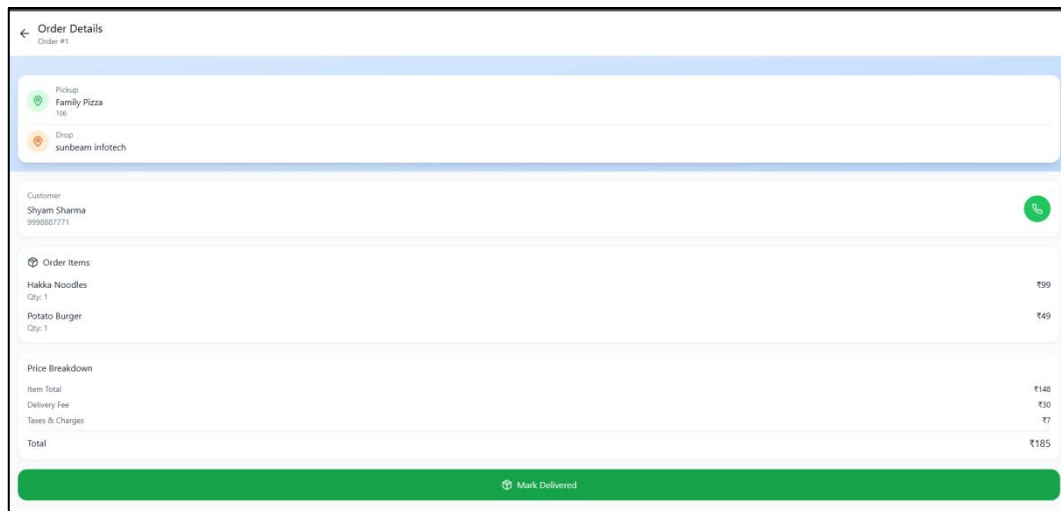 Order Details
Order #1
Pickup
Family Pizza
106
Drop
sunbeam infotech
Customer
Shyam Sharma
9998887771
Order Items
Hakka Noodles ₹99
Qty: 1
Potato Burger ₹49
Qty: 1
Price Breakdown
Item Total ₹148
Delivery Fee ₹30
Taxes & Charges ₹7
Total ₹185
Mark Delivered